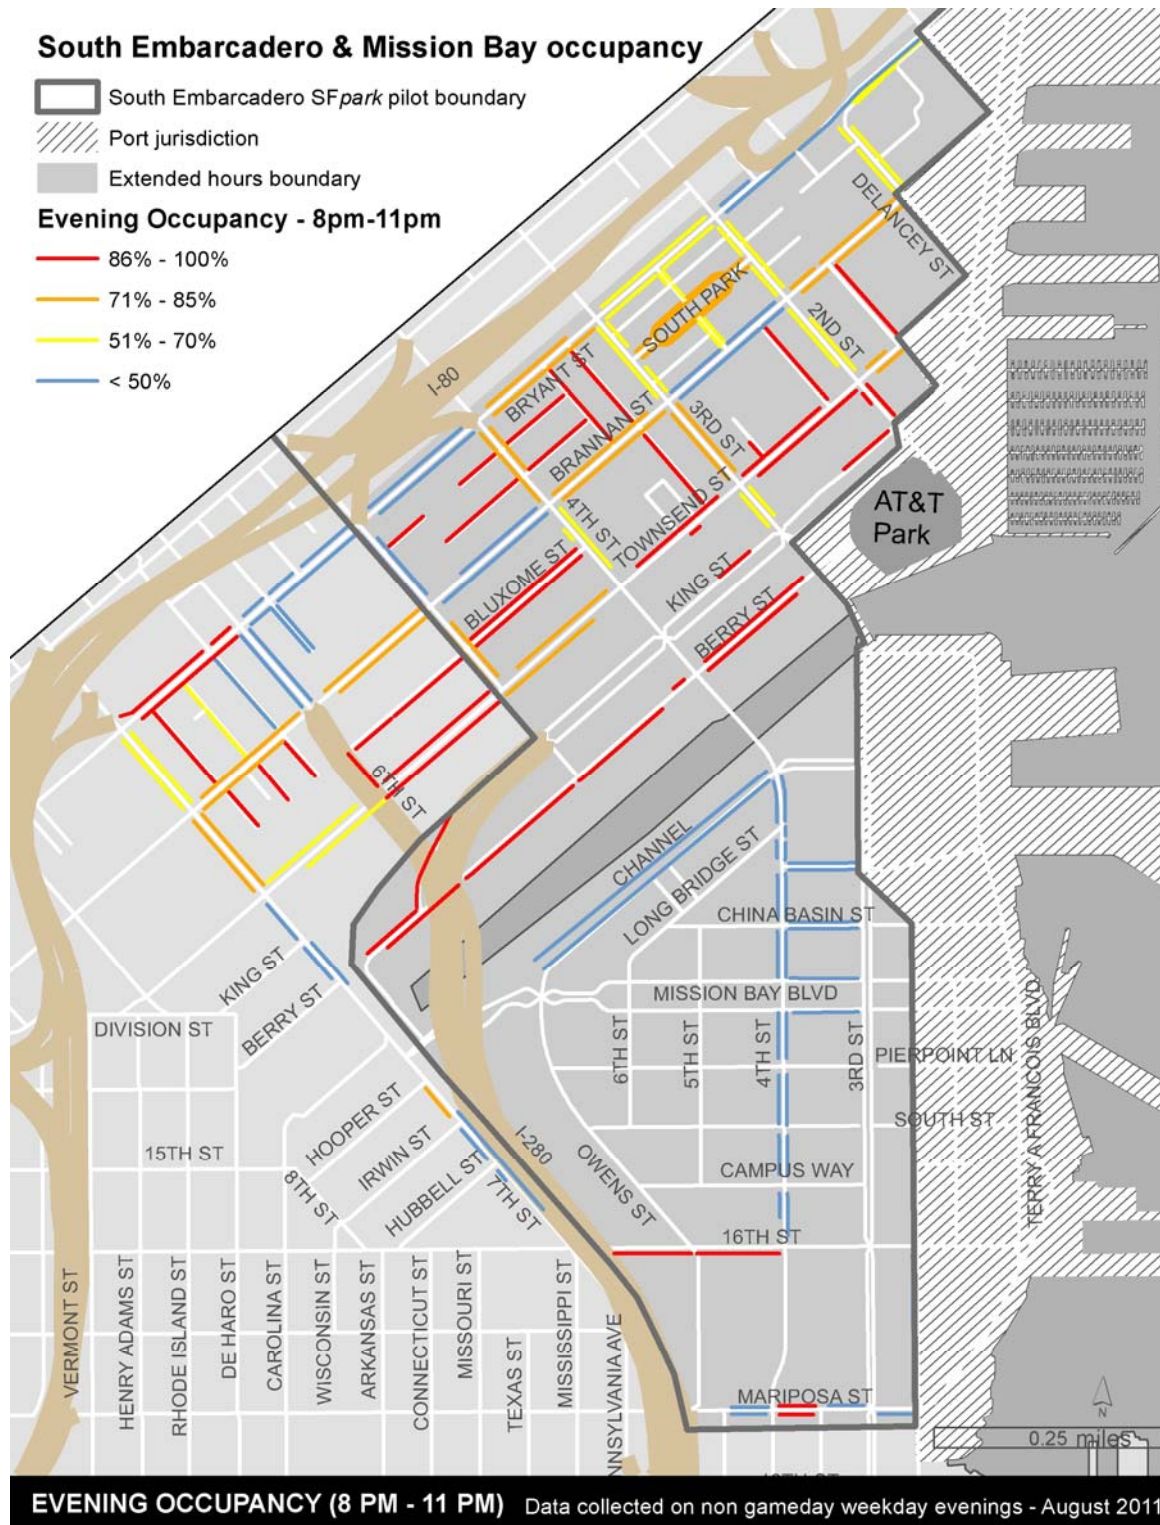 South Embarcadero & Mission Bay occupancy
South Embarcadero SFpark pilot boundary
Port jurisdiction
Extended hours boundary
Evening Occupancy - 8pm-11pm
86% - 100%
71% - 85%
51% - 70%
< 50%
DELANCEY ST
SOUTH PARK
2ND ST
I-80
BRYANT ST
BRANNAN ST
3RD ST
AT&T
Park
4TH ST
TOWNSEND ST
BLUXOME ST
KING ST
BERRY ST
6TH ST
CHANNEL
LONG BRIDGE ST
CHINA BASIN ST
KING ST
BERRY ST
MISSION BAY BLVD
DIVISION ST
6TH ST
5TH ST
4TH ST
3RD ST
PIERPOINT LN
TERRY A FRANCOIS BLVD
HOOPER ST
SOUTH ST
15TH ST
IRWIN ST
I-280
OWENS ST
CAMPUS WAY
8TH ST
HUBBELL ST
7TH ST
16TH ST
VERMONT ST
HENRY ADAMS ST
RHODE ISLAND ST
DE HARO ST
CAROLINA ST
WISCONSIN ST
ARKANSAS ST
CONNECTICUT ST
MISSOURI ST
TEXAS ST
MISSISSIPPI ST
NNSYLVANIA AVE
MARIPOSA ST
N
0.25 miles
EVENING OCCUPANCY (8 PM - 11 PM) Data collected on non gameday weekday evenings - August 2011